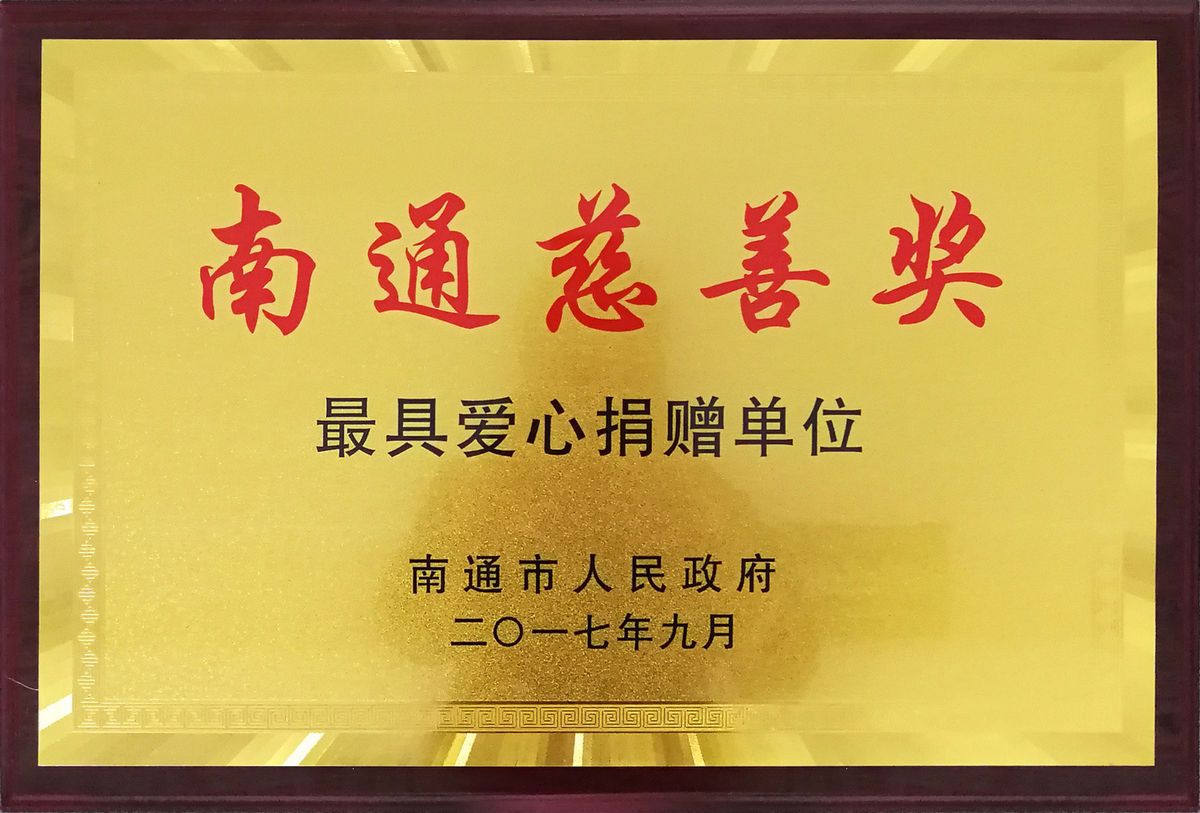 南通慈善奖
最具爱心捐赠单位
南通市人民政府
二〇一七年九月